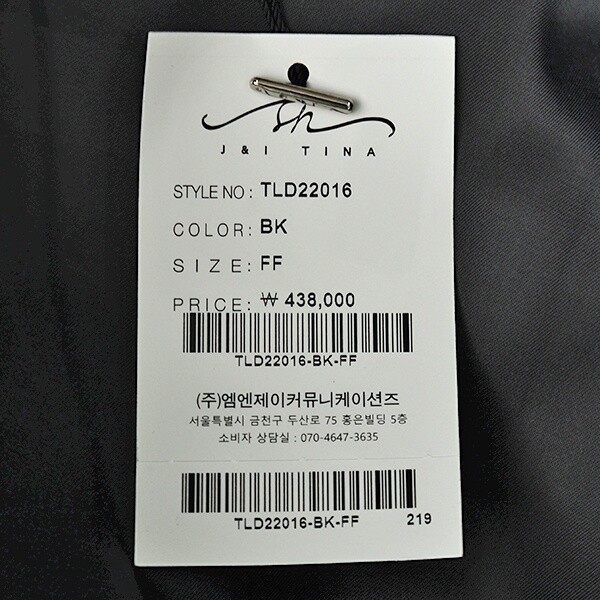 J & I TINA
STYLE NO : TLD22016
COLOR: BK
SIZE: FF
PRICE: ₩ 438,000
TLD22016-BK-FF
(주)엠엔제이커뮤니케이션즈
서울특별시 금천구 두산로 75 홍은빌딩 5층
소비자 상담실 : 070-4647-3635
TLD22016-BK-FF 219